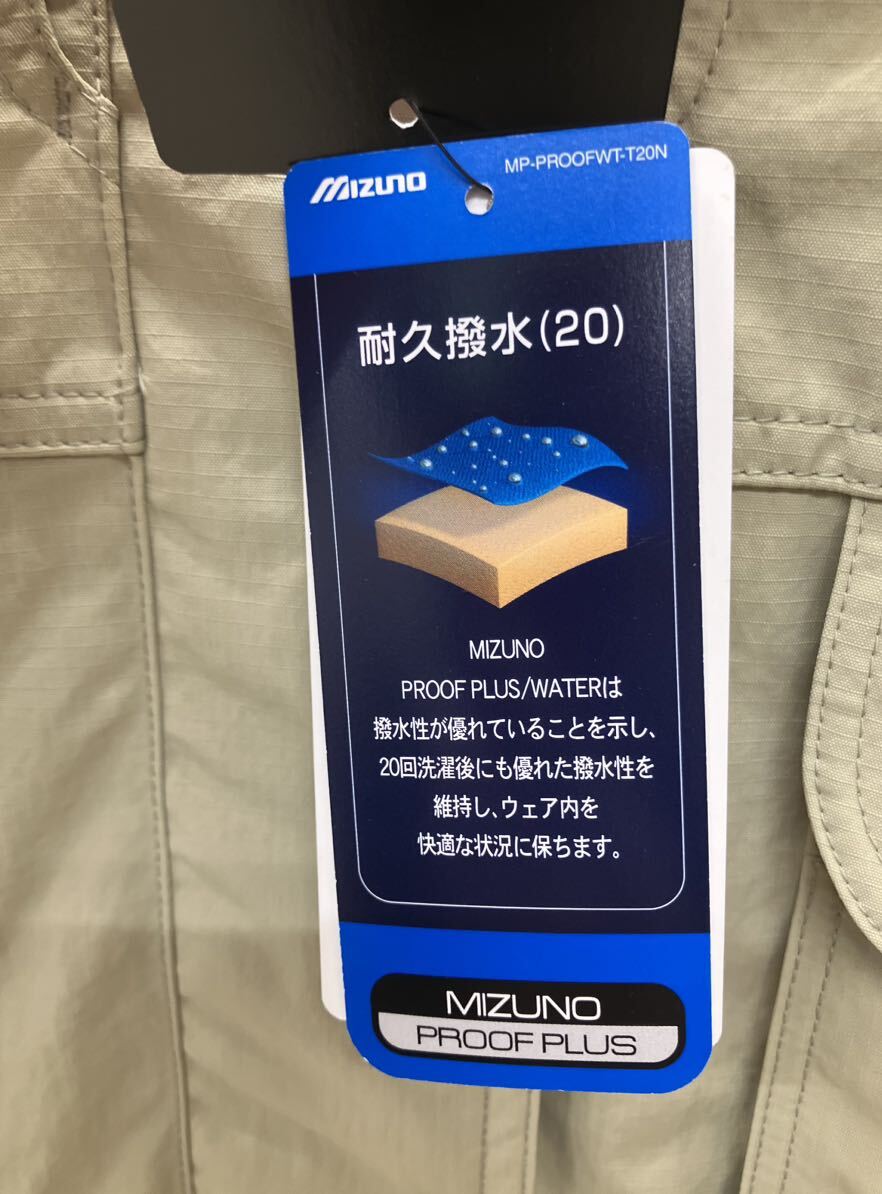 MIZUNO
MP-PROOFWT-T20N
耐久撥水(20)
MIZUNO
PROOF PLUS/WATERは
撥水性が優れていることを示し、
20回洗濯後にも優れた撥水性を
維持し、ウェア内を
快適な状況に保ちます。
MIZUNO
PROOF PLUS